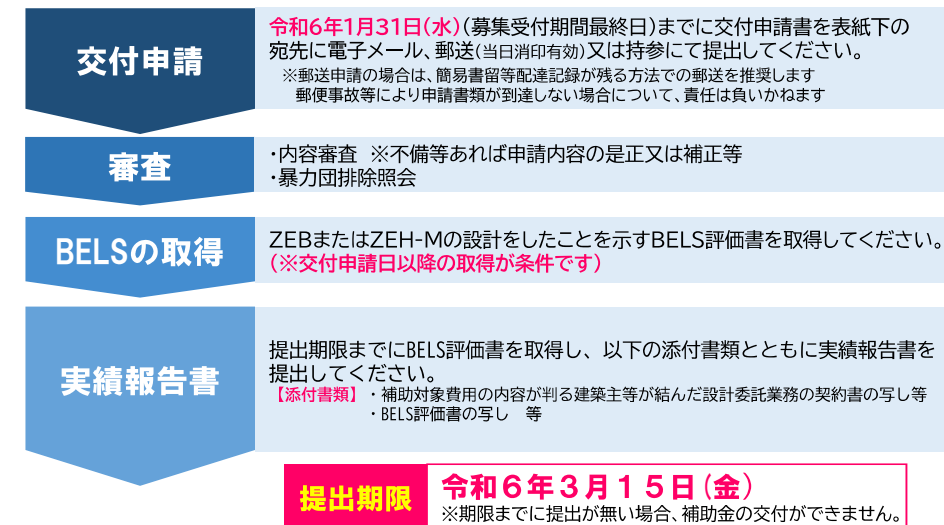 交付申請
令和6年1月31日(水)(募集受付期間最終日)までに交付申請書を表紙下の
宛先に電子メール、郵送(当日消印有効)又は持参にて提出してください。
※郵送申請の場合は、簡易書留等配達記録が残る方法での郵送を推奨します
郵便事故等により申請書類が到達しない場合について、責任は負いかねます
審査
・内容審査　※不備等あれば申請内容の是正又は補正等
・暴力団排除照会
BELSの取得
ZEBまたはZEH-Mの設計をしたことを示すBELS評価書を取得してください。
(※交付申請日以降の取得が条件です)
実績報告書
提出期限までにBELS評価書を取得し、以下の添付書類とともに実績報告書を
提出してください。
【添付書類】・補助対象費用の内容が判る建築主等が結んだ設計委託業務の契約書の写し等
・BELS評価書の写し　等
提出期限
令和６年３月１５日(金)
※期限までに提出が無い場合、補助金の交付ができません。